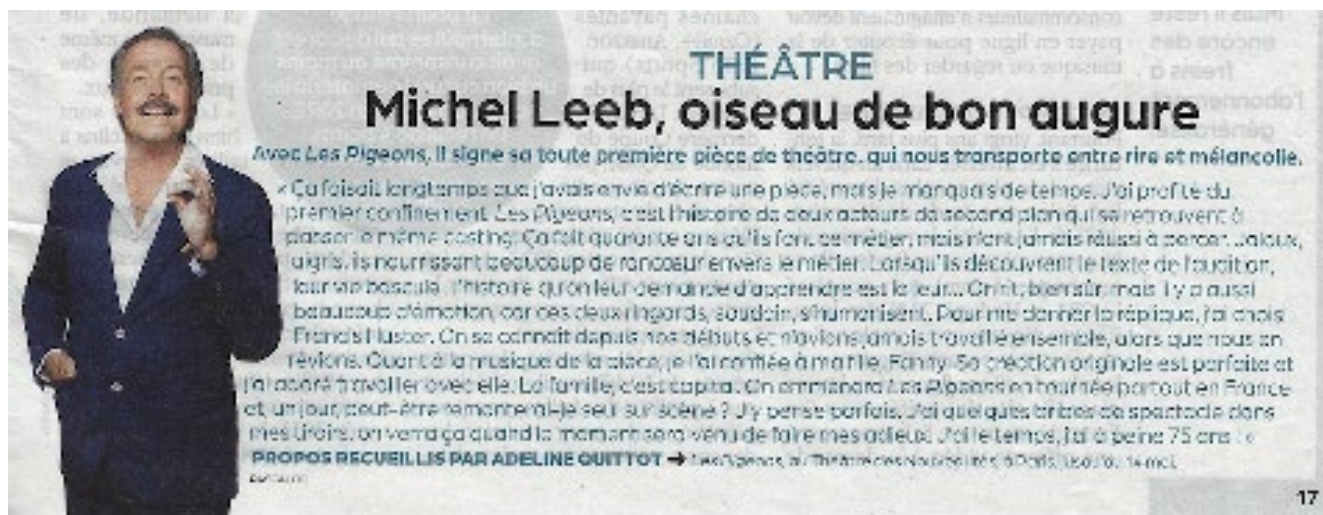 THÉÂTRE
Michel Leeb, oiseau de bon augure
Avec Les Pigeons, il signe sa toute première pièce de théâtre, qui nous transporte entre rire et mélancolie.
« Ça faisait longtemps que j'avais envie d'écrire une pièce, mais je manquais de temps. J'ai profité du
premier confinement. Les Pigeons, c'est l'histoire de deux acteurs de second plan qui se retrouvent à
passer le même casting. Ça fait quarante ans qu'ils font ce métier, mais n'ont jamais réussi à percer. Jaloux,
aigris, ils nourrissent beaucoup de rancœur envers le métier. Lorsqu'ils découvrent le texte de l'audition,
leur vie bascule. L'histoire qu'on leur demande d'apprendre est la leur... On rit, bien sûr, mais il y a aussi
beaucoup d'émotion, car ces deux ringards, soudain, s'humanisent. Pour me donner la réplique, j'ai choisi
Francis Huster. On se connaît depuis nos débuts et n'avions jamais travaillé ensemble, alors que nous en
rêvions. Quant à la musique de la pièce, je l'ai confiée à ma fille, Fanny. Sa création originale est parfaite et
j'ai adoré travailler avec elle. La famille, c'est capital. On emmènera Les Pigeons en tournée partout en France
et, un jour, peut-être remonterai-je seul sur scène ? J'y pense parfois. J'ai quelques bribes de spectacle dans
mes tiroirs, on verra ça quand le moment sera venu de faire mes adieux. J'ai le temps, j'ai à peine 75 ans ! »
PROPOS RECUEILLIS PAR ADELINE QUITTOT ➔ Les Pigeons, au Théâtre des Nouveautés, à Paris, jusqu'au 14 mai.
17